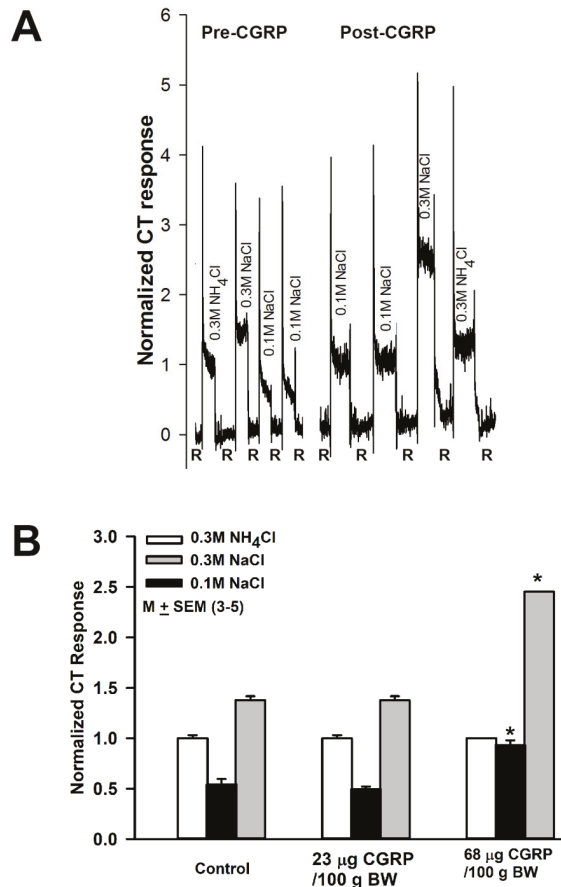 A
Pre-CGRP
Post-CGRP
Normalized CT response
6
5
4
3
2
1
0
0.3M NH4Cl
0.3M NaCl
0.1M NaCl
0.1M NaCl
0.1M NaCl
0.1M NaCl
0.3M NaCl
0.3M NH4Cl
R R R R R R R R R R
B
Normalized CT Response
3.0
2.5
2.0
1.5
1.0
0.5
0.0
0.3M NH4Cl
0.3M NaCl
0.1M NaCl
M ± SEM (3-5)
*
*
Control
23 µg CGRP
/100 g BW
68 µg CGRP
/100 g BW